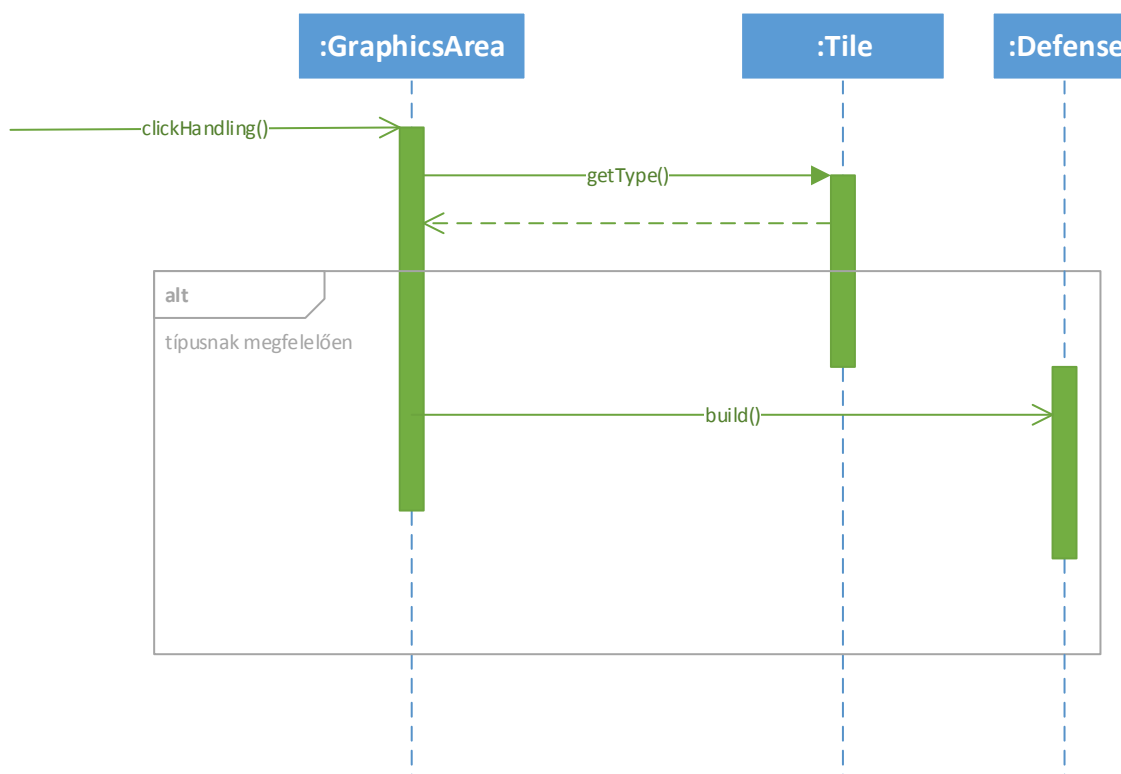 :GraphicsArea
:Tile
:Defense
clickHandling()
getType()
alt
típusnak megfelelően
build()